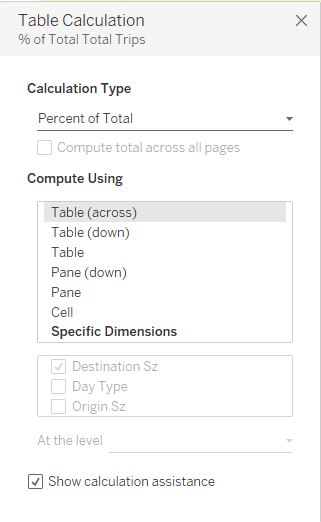 Table Calculation
% of Total Total Trips
Calculation Type
Percent of Total
Compute total across all pages
Compute Using
Table (across)
Table (down)
Table
Pane (down)
Pane
Cell
Specific Dimensions
Destination Sz
Day Type
Origin Sz
At the level
Show calculation assistance